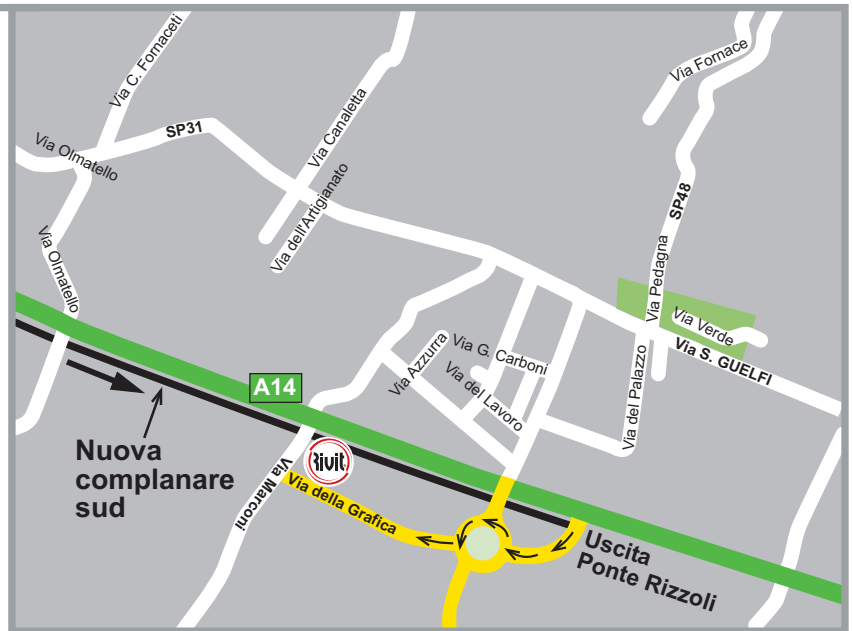 Via C. Fornaceti
Via Fornace
SP31
Via Canaletta
Via Olmatello
SP48
Via dell'Artigianato
Via Olmatello
Via Pedagna
Via Verde
Via S. GUELFI
Via Azzurra
Via G. Carboni
Via del Lavoro
Via del Palazzo
A14
Nuova
complanare
sud
Rivit
Via Marconi
Via della Grafica
Uscita
Ponte Rizzoli